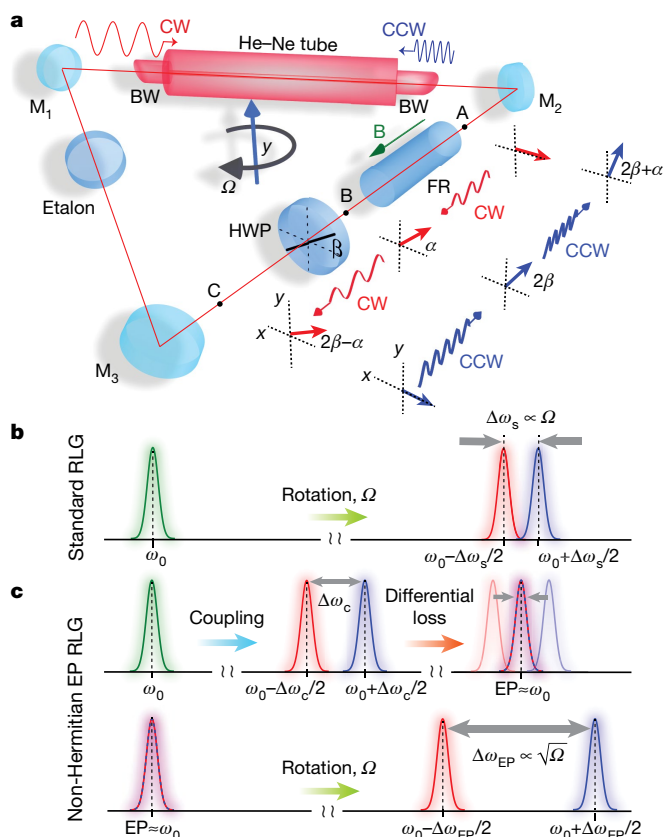 a
CW
CCW
He–Ne tube
M1
BW
BW
M2
A
B
y
Ω
Etalon
FR
2β+α
B
HWP
β
CW
α
CCW
2β
C
y
CW
x
2β−α
y
CCW
x
M3
b
Standard RLG
Δωs ∝ Ω
Rotation, Ω
ω0
ω0−Δωs/2
ω0+Δωs/2
c
Non-Hermitian EP RLG
Coupling
Δωc
Differential
loss
ω0
ω0−Δωc/2
ω0+Δωc/2
EP≈ω0
ΔωEP ∝ √Ω
Rotation, Ω
EP≈ω0
ω0−ΔωEP/2
ω0+ΔωEP/2